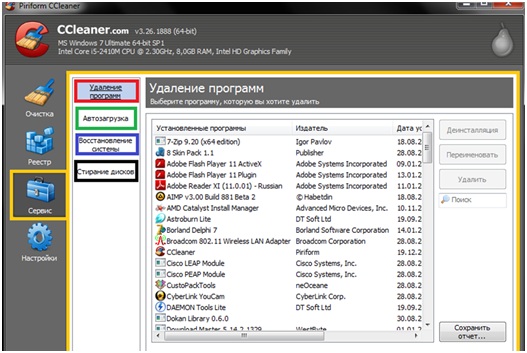 Piriform CCleaner
CCleaner.com v3.26.1888 (64-bit)
MS Windows 7 Ultimate 64-bit SP1
Intel Core i5-2410M CPU @ 2.30GHz, 8,0GB RAM, Intel HD Graphics Family
Очистка
Реестр
Сервис
Настройки
Удаление программ
Автозагрузка
Восстановление системы
Стирание дисков
Удаление программ
Выберите программу, которую вы хотите удалить
Установленные программы Издатель Дата ус
7-Zip 9.20 (x64 edition) Igor Pavlov 18.08.2
8 Skin Pack 1.1 Publisher 28.08.2
Adobe Flash Player 11 ActiveX Adobe Systems Incorporated 09.01.2
Adobe Flash Player 11 Plugin Adobe Systems Incorporated 13.01.2
Adobe Reader XI (11.0.01) - Russian Adobe Systems Incorporated 11.01.2
AIMP v3.00 Build 881 Beta 2 © Habetdin 18.08.2
AMD Catalyst Install Manager Advanced Micro Devices, Inc. 10.01.2
Astroburn Lite DT Soft Ltd 19.09.2
Borland Delphi 7 Borland Software Corporation 21.09.2
Broadcom 802.11 Wireless LAN Adapter Broadcom Corporation 28.08.2
CCleaner Piriform 19.12.2
Cisco LEAP Module Cisco Systems, Inc. 28.08.2
Cisco PEAP Module Cisco Systems, Inc. 28.08.2
CustoPackTools neOceane 28.08.2
CyberLink YouCam CyberLink Corp. 28.08.2
DAEMON Tools Lite DT Soft Ltd 19.09.2
Dokan Library 0.6.0 30.08.2
Download Master 5.14.2.1329 WestByte 01.01.2
Деинсталляция
Переименовать
Удалить
Поиск
Сохранить отчет...